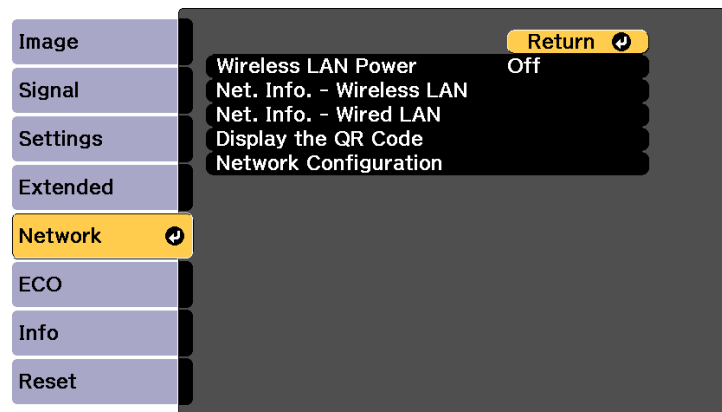 Image
Signal
Settings
Extended
Network
ECO
Info
Reset
Return
Wireless LAN Power Off
Net. Info. - Wireless LAN
Net. Info. - Wired LAN
Display the QR Code
Network Configuration